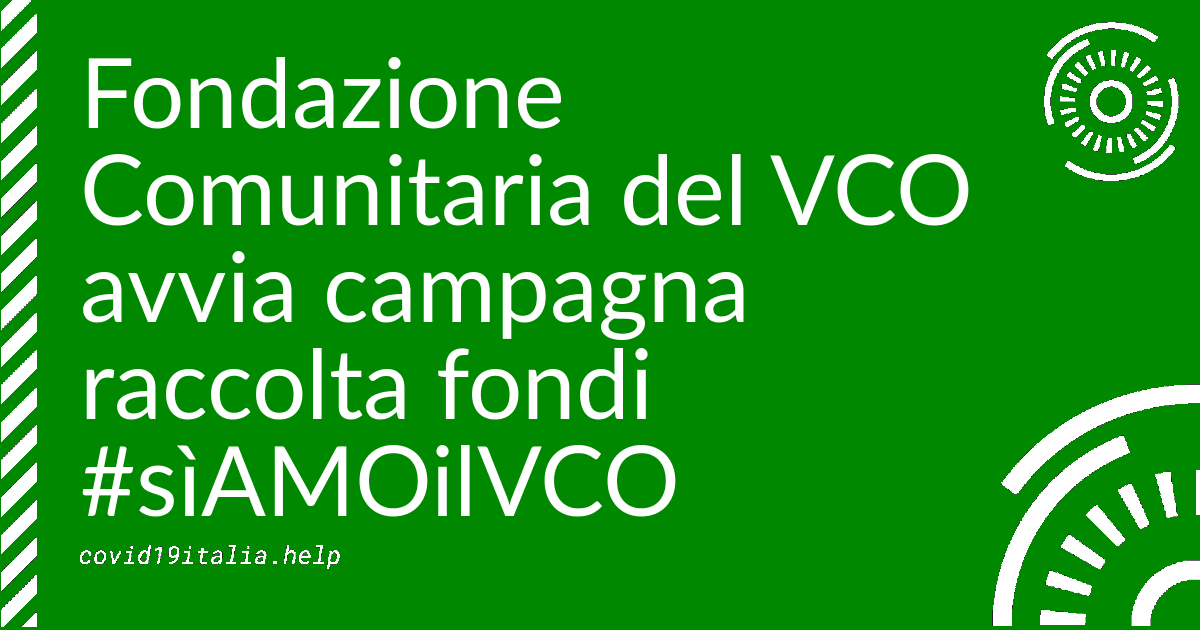 Fondazione
Comunitaria del VCO
avvia campagna
raccolta fondi
#sìAMOilVCO
covid19italia.help